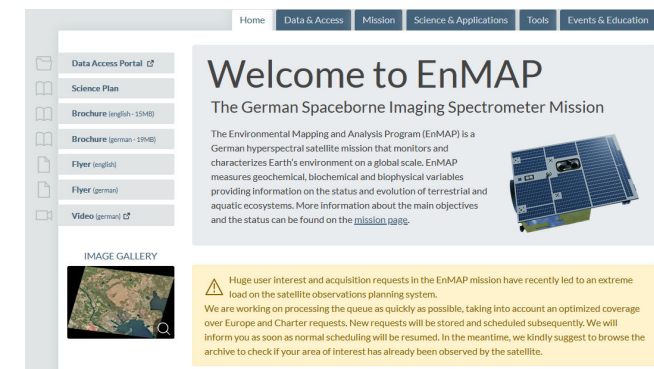 Home Data & Access Mission Science & Applications Tools Events & Education
Data Access Portal
Science Plan
Brochure (english - 15MB)
Brochure (german - 19MB)
Flyer (english)
Flyer (german)
Video (german)
IMAGE GALLERY
Welcome to EnMAP
The German Spaceborne Imaging Spectrometer Mission
The Environmental Mapping and Analysis Program (EnMAP) is a
German hyperspectral satellite mission that monitors and
characterizes Earth's environment on a global scale. EnMAP
measures geochemical, biochemical and biophysical variables
providing information on the status and evolution of terrestrial and
aquatic ecosystems. More information about the main objectives
and the status can be found on the mission page.
Huge user interest and acquisition requests in the EnMAP mission have recently led to an extreme
load on the satellite observations planning system.
We are working on processing the queue as quickly as possible, taking into account an optimized coverage
over Europe and Charter requests. New requests will be stored and scheduled subsequently. We will
inform you as soon as normal scheduling will be resumed. In the meantime, we kindly suggest to browse the
archive to check if your area of interest has already been observed by the satellite.